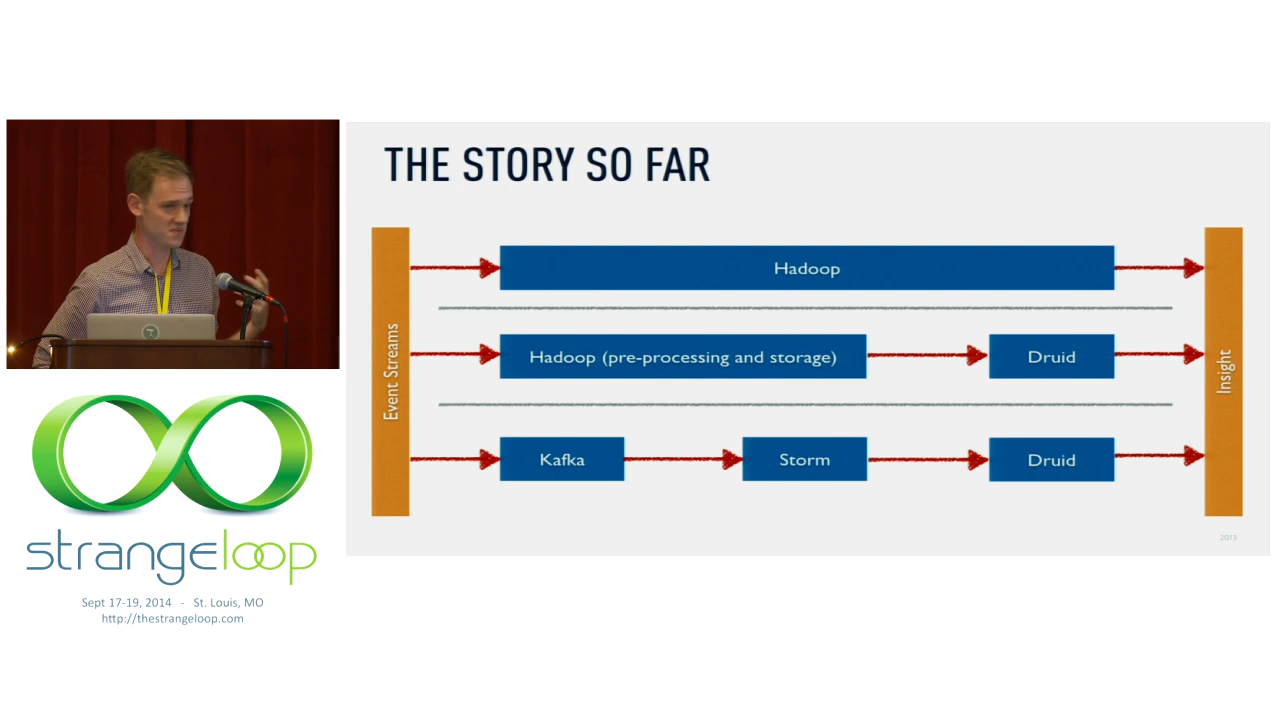 THE STORY SO FAR
Event Streams
Hadoop
Hadoop (pre-processing and storage)
Druid
Kafka
Storm
Druid
Insight
2013
strangeloop
Sept 17-19, 2014 - St. Louis, MO
http://thestrangeloop.com